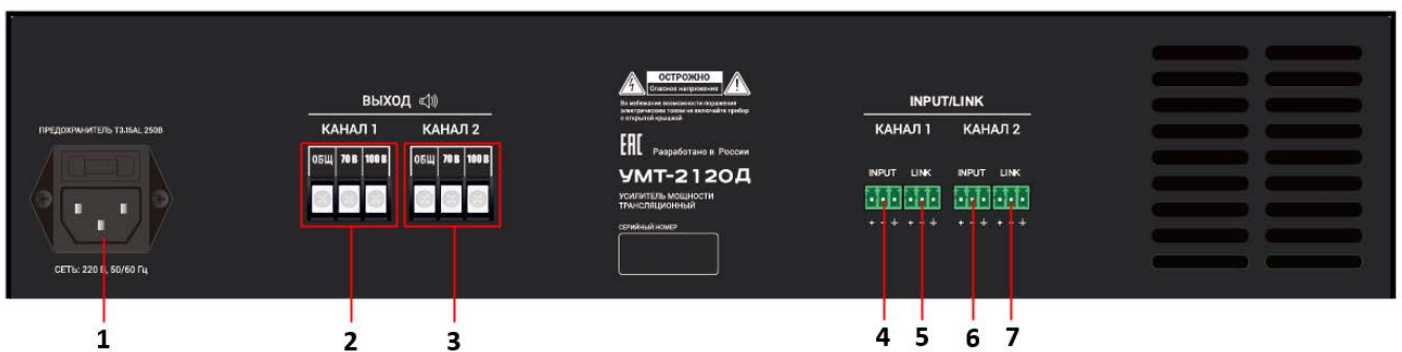 ПРЕДОХРАНИТЕЛЬ Т3.15AL 250В
СЕТЬ: 220 В, 50/60 Гц
ВЫХОД
КАНАЛ 1 КАНАЛ 2
ОБЩ 70 В 100 В ОБЩ 70 В 100 В
ОСТРОЖНО
Опасное напряжение
Во избежание возможности поражения
электрическим током не включайте прибор
с открытой крышкой
ЕАС Разработано в России
УМТ-2120Д
УСИЛИТЕЛЬ МОЩНОСТИ
ТРАНСЛЯЦИОННЫЙ
СЕРИЙНЫЙ НОМЕР
INPUT/LINK
КАНАЛ 1 КАНАЛ 2
INPUT LINK INPUT LINK
+ - + - + - + -
1 2 3 4 5 6 7